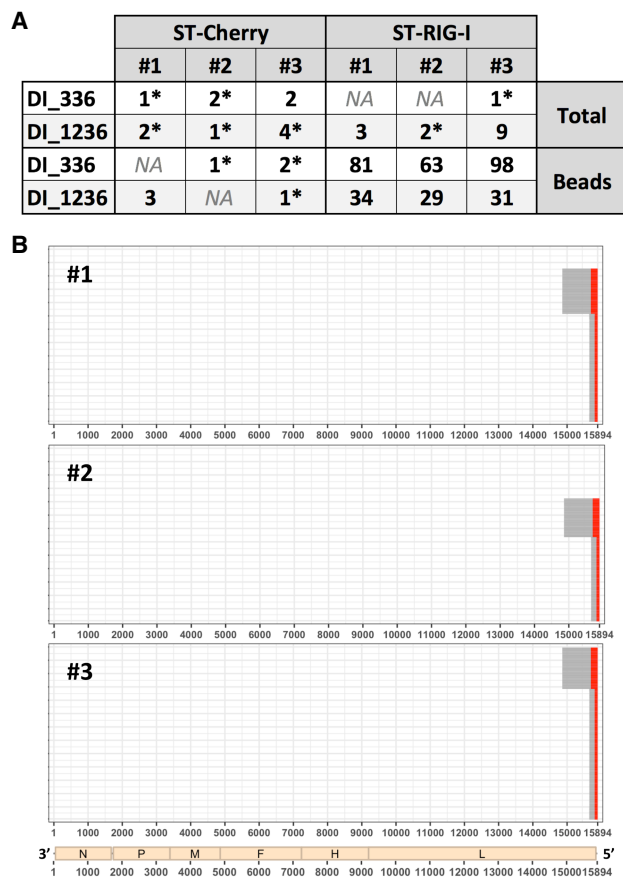 A
ST-Cherry ST-RIG-I
#1 #2 #3 #1 #2 #3
DI_336 1* 2* 2 NA NA 1* Total
DI_1236 2* 1* 4* 3 2* 9
DI_336 NA 1* 2* 81 63 98 Beads
DI_1236 3 NA 1* 34 29 31
B
#1
1 1000 2000 3000 4000 5000 6000 7000 8000 9000 10000 11000 12000 13000 14000 15000 15894
#2
1 1000 2000 3000 4000 5000 6000 7000 8000 9000 10000 11000 12000 13000 14000 15000 15894
#3
1 1000 2000 3000 4000 5000 6000 7000 8000 9000 10000 11000 12000 13000 14000 15000 15894
3' N P M F H L 5'
1 1000 2000 3000 4000 5000 6000 7000 8000 9000 10000 11000 12000 13000 14000 15000 15894